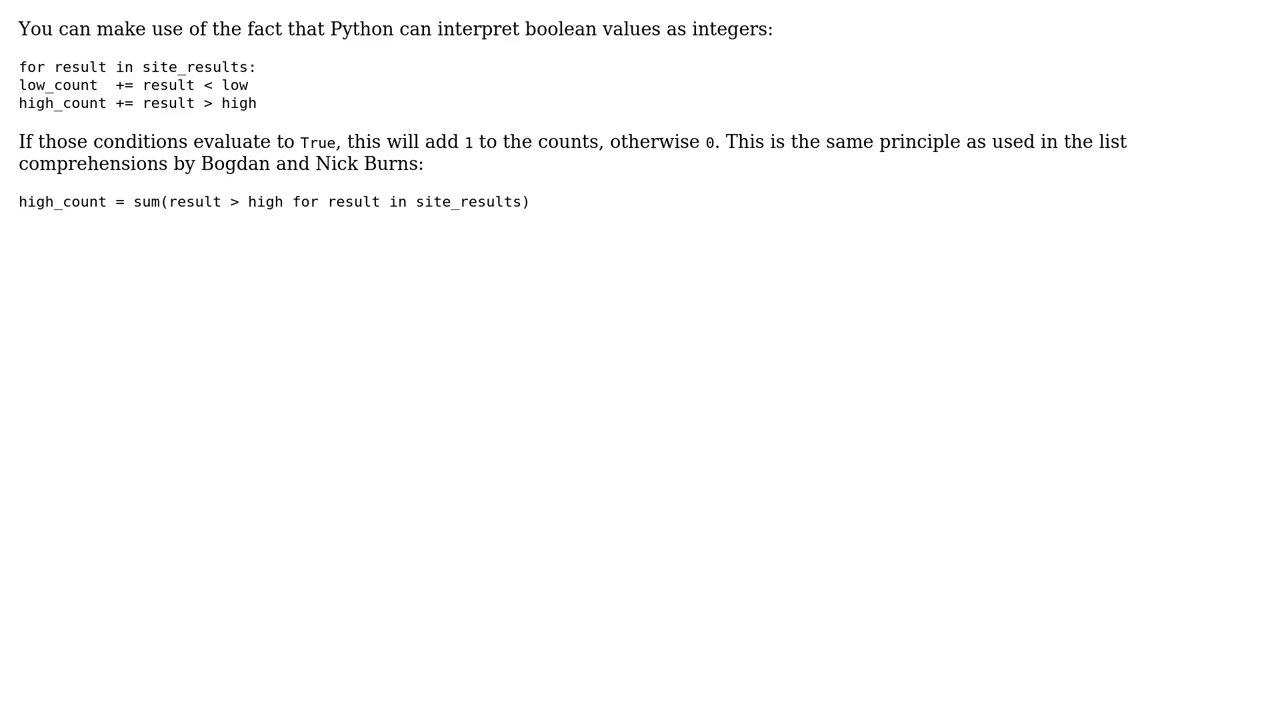 You can make use of the fact that Python can interpret boolean values as integers:
for result in site_results:
low_count  += result < low
high_count += result > high
If those conditions evaluate to True, this will add 1 to the counts, otherwise 0. This is the same principle as used in the list
comprehensions by Bogdan and Nick Burns:
high_count = sum(result > high for result in site_results)